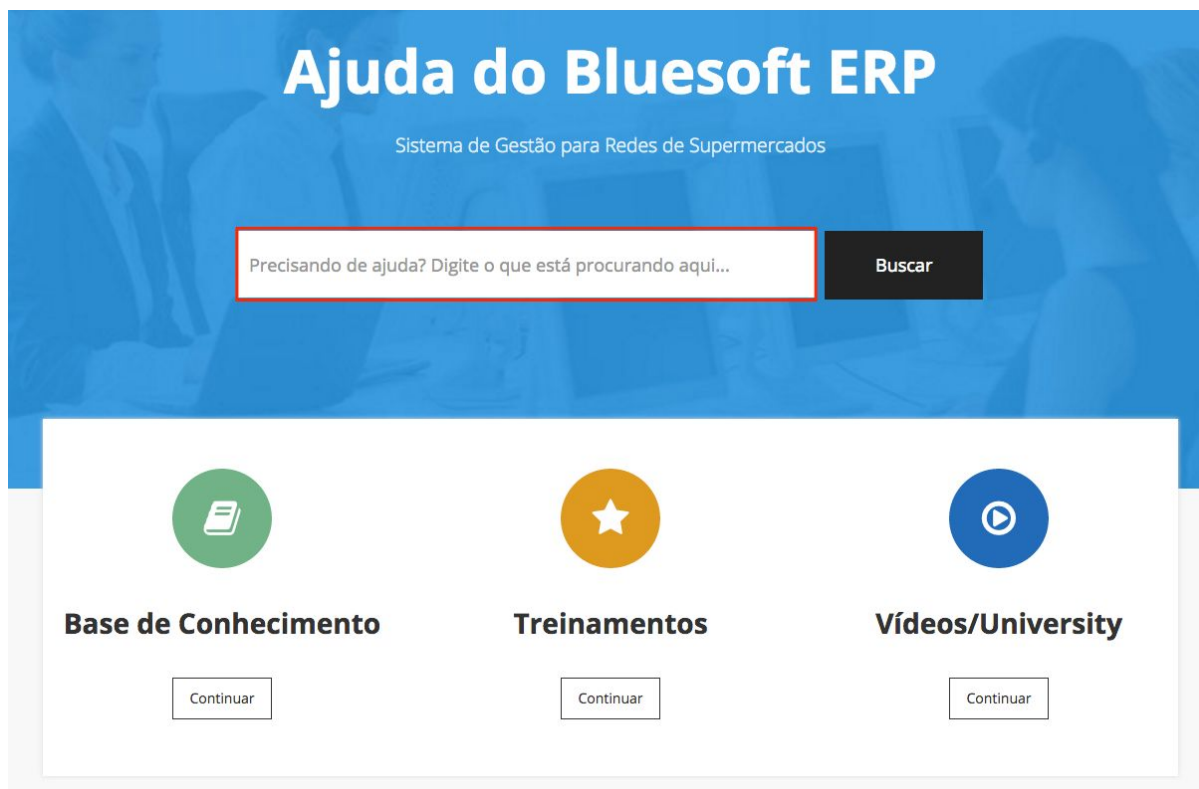 Ajuda do Bluesoft ERP
Sistema de Gestão para Redes de Supermercados
Precisando de ajuda? Digite o que está procurando aqui...
Buscar
Base de Conhecimento
Treinamentos
Vídeos/University
Continuar
Continuar
Continuar